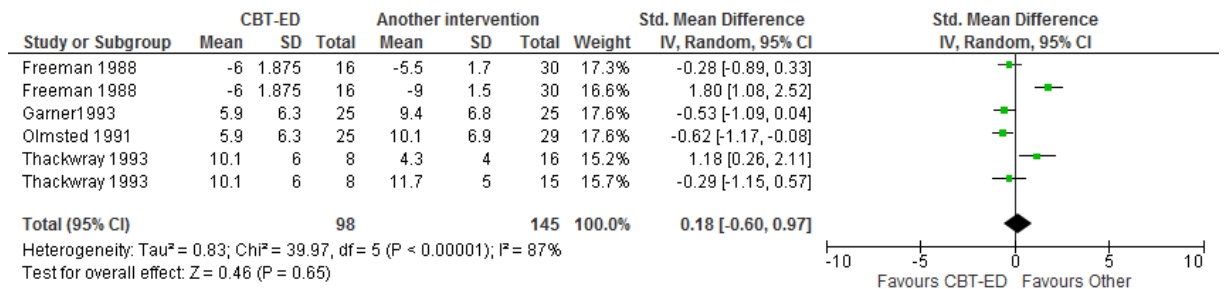 CBT-ED Another intervention Std. Mean Difference Std. Mean Difference
Study or Subgroup Mean SD Total Mean SD Total Weight IV, Random, 95% CI IV, Random, 95% CI
Freeman 1988 -6 1.875 16 -5.5 1.7 30 17.3% -0.28 [-0.89, 0.33]
Freeman 1988 -6 1.875 16 -9 1.5 30 16.6% 1.80 [1.08, 2.52]
Garner1993 5.9 6.3 25 9.4 6.8 25 17.6% -0.53 [-1.09, 0.04]
Olmsted 1991 5.9 6.3 25 10.1 6.9 29 17.6% -0.62 [-1.17, -0.08]
Thackwray 1993 10.1 6 8 4.3 4 16 15.2% 1.18 [0.26, 2.11]
Thackwray 1993 10.1 6 8 11.7 5 15 15.7% -0.29 [-1.15, 0.57]
Total (95% CI) 98 145 100.0% 0.18 [-0.60, 0.97]
Heterogeneity: Tau² = 0.83; Chi² = 39.97, df = 5 (P < 0.00001); I² = 87%
Test for overall effect: Z = 0.46 (P = 0.65)
-10 -5 0 5 10
Favours CBT-ED Favours Other